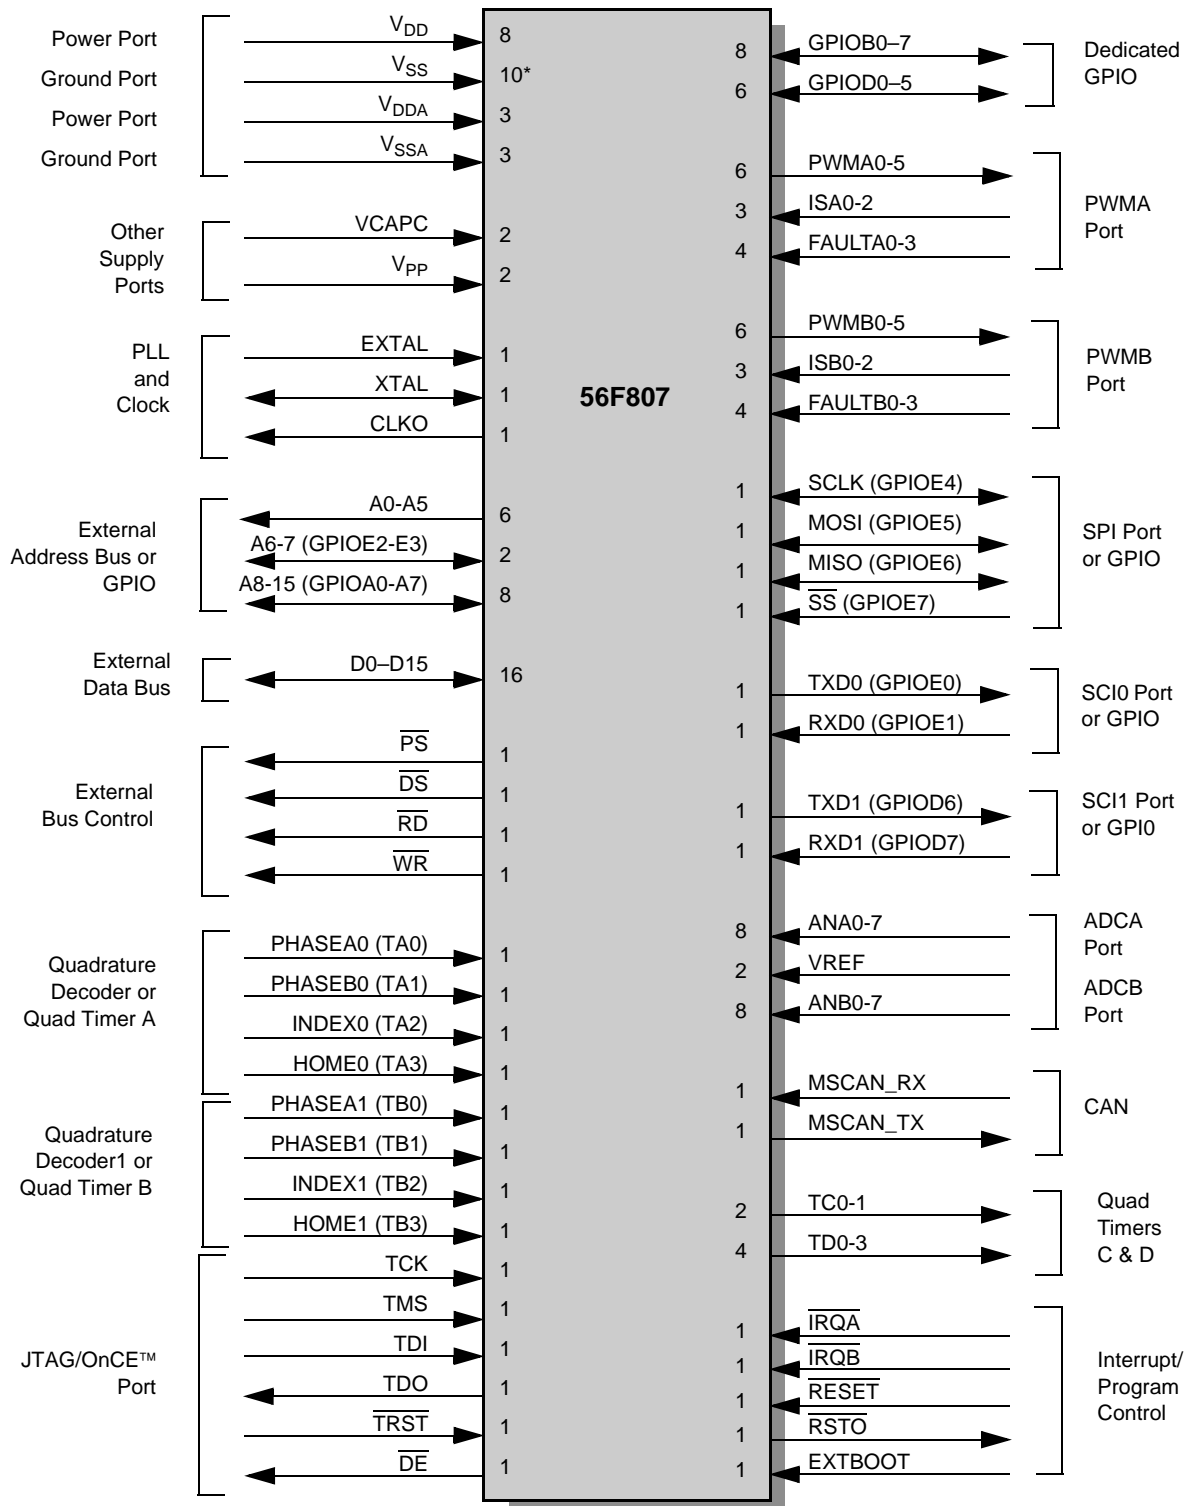 Power Port
V_DD
8
Ground Port
V_SS
10*
Power Port
V_DDA
3
Ground Port
V_SSA
3
Other
Supply
Ports
VCAPC
2
V_PP
2
PLL
and
Clock
EXTAL
1
XTAL
1
CLKO
1
External
Address Bus or
GPIO
A0-A5
6
A6-7 (GPIOE2-E3)
2
A8-15 (GPIOA0-A7)
8
External
Data Bus
D0–D15
16
External
Bus Control
PS
1
DS
1
RD
1
WR
1
Quadrature
Decoder or
Quad Timer A
PHASEA0 (TA0)
1
PHASEB0 (TA1)
1
INDEX0 (TA2)
1
HOME0 (TA3)
1
Quadrature
Decoder1 or
Quad Timer B
PHASEA1 (TB0)
1
PHASEB1 (TB1)
1
INDEX1 (TB2)
1
HOME1 (TB3)
1
JTAG/OnCE™
Port
TCK
1
TMS
1
TDI
1
TDO
1
TRST
1
DE
1
56F807
8
GPIOB0–7
6
GPIOD0–5
Dedicated
GPIO
6
PWMA0-5
3
ISA0-2
4
FAULTA0-3
PWMA
Port
6
PWMB0-5
3
ISB0-2
4
FAULTB0-3
PWMB
Port
1
SCLK (GPIOE4)
1
MOSI (GPIOE5)
1
MISO (GPIOE6)
1
SS (GPIOE7)
SPI Port
or GPIO
1
TXD0 (GPIOE0)
1
RXD0 (GPIOE1)
SCI0 Port
or GPIO
1
TXD1 (GPIOD6)
1
RXD1 (GPIOD7)
SCI1 Port
or GPI0
8
ANA0-7
2
VREF
8
ANB0-7
ADCA
Port
ADCB
Port
1
MSCAN_RX
1
MSCAN_TX
CAN
2
TC0-1
4
TD0-3
Quad
Timers
C & D
1
IRQA
1
IRQB
1
RESET
1
RSTO
1
EXTBOOT
Interrupt/
Program
Control